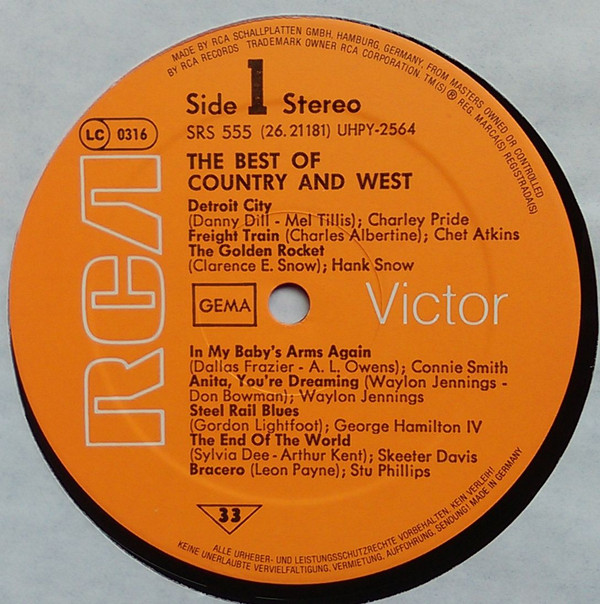 MADE BY RCA SCHALLPLATTEN GMBH, HAMBURG, GERMANY, FROM MASTERS OWNED OR CONTROLLED
BY RCA RECORDS TRADEMARK OWNER RCA CORPORATION. TM(S) ® REG. MARCA(S) REGISTRADA(S)
Side 1 Stereo
LC 0316
SRS 555 (26.21181) UHPY-2564
THE BEST OF
COUNTRY AND WEST
Detroit City
(Danny Dill - Mel Tillis); Charley Pride
Freight Train (Charles Albertine); Chet Atkins
The Golden Rocket
(Clarence E. Snow); Hank Snow
RCA
GEMA
Victor
In My Baby's Arms Again
(Dallas Frazier - A. L. Owens); Connie Smith
Anita, You're Dreaming (Waylon Jennings -
Don Bowman); Waylon Jennings
Steel Rail Blues
(Gordon Lightfoot); George Hamilton IV
The End Of The World
(Sylvia Dee - Arthur Kent); Skeeter Davis
Bracero (Leon Payne); Stu Phillips
33
ALLE URHEBER- UND LEISTUNGSSCHUTZRECHTE VORBEHALTEN. KEIN VERLEIH!
KEINE UNERLAUBTE VERVIELFÄLTIGUNG, VERMIETUNG, AUFFÜHRUNG, SENDUNG! MADE IN GERMANY